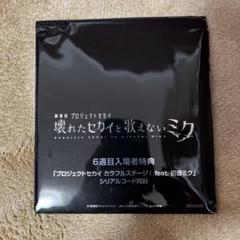 劇場版 プロジェクトセカイ
壊れたセカイと歌えないミク
6週目入場者特典
「プロジェクトセカイ カラフルステージ！ feat. 初音ミク」
シリアルコード同封